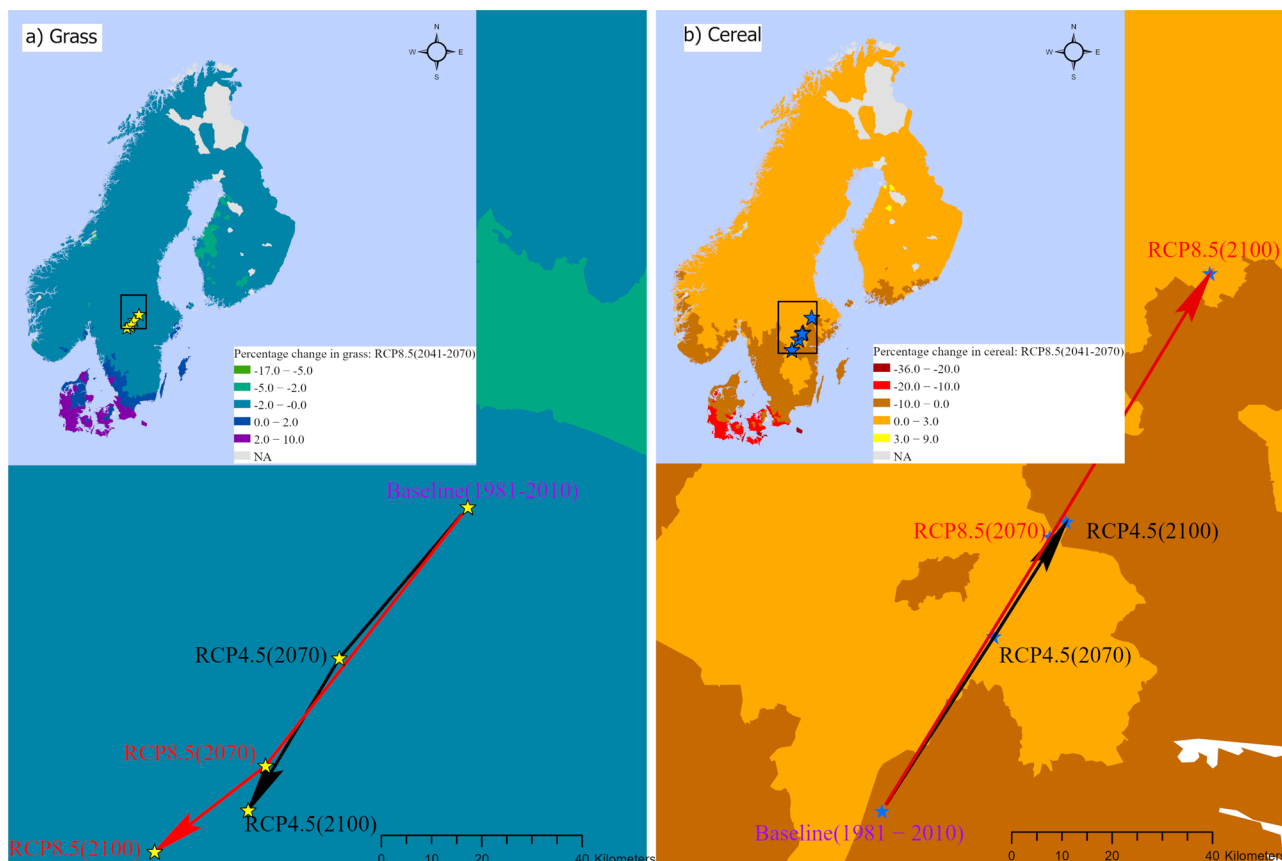 a) Grass
N
W
E
S
Percentage change in grass: RCP8.5(2041-2070)
-17.0 – -5.0
-5.0 – -2.0
-2.0 – -0.0
0.0 – 2.0
2.0 – 10.0
NA
Baseline(1981-2010)
RCP4.5(2070)
RCP8.5(2070)
RCP4.5(2100)
RCP8.5(2100)
0 10 20 40 Kilometers
b) Cereal
N
W
E
S
RCP8.5(2100)
Percentage change in cereal: RCP8.5(2041-2070)
-36.0 – -20.0
-20.0 – -10.0
-10.0 – 0.0
0.0 – 3.0
3.0 – 9.0
NA
RCP8.5(2070)
RCP4.5(2100)
RCP4.5(2070)
Baseline(1981 – 2010)
0 10 20 40